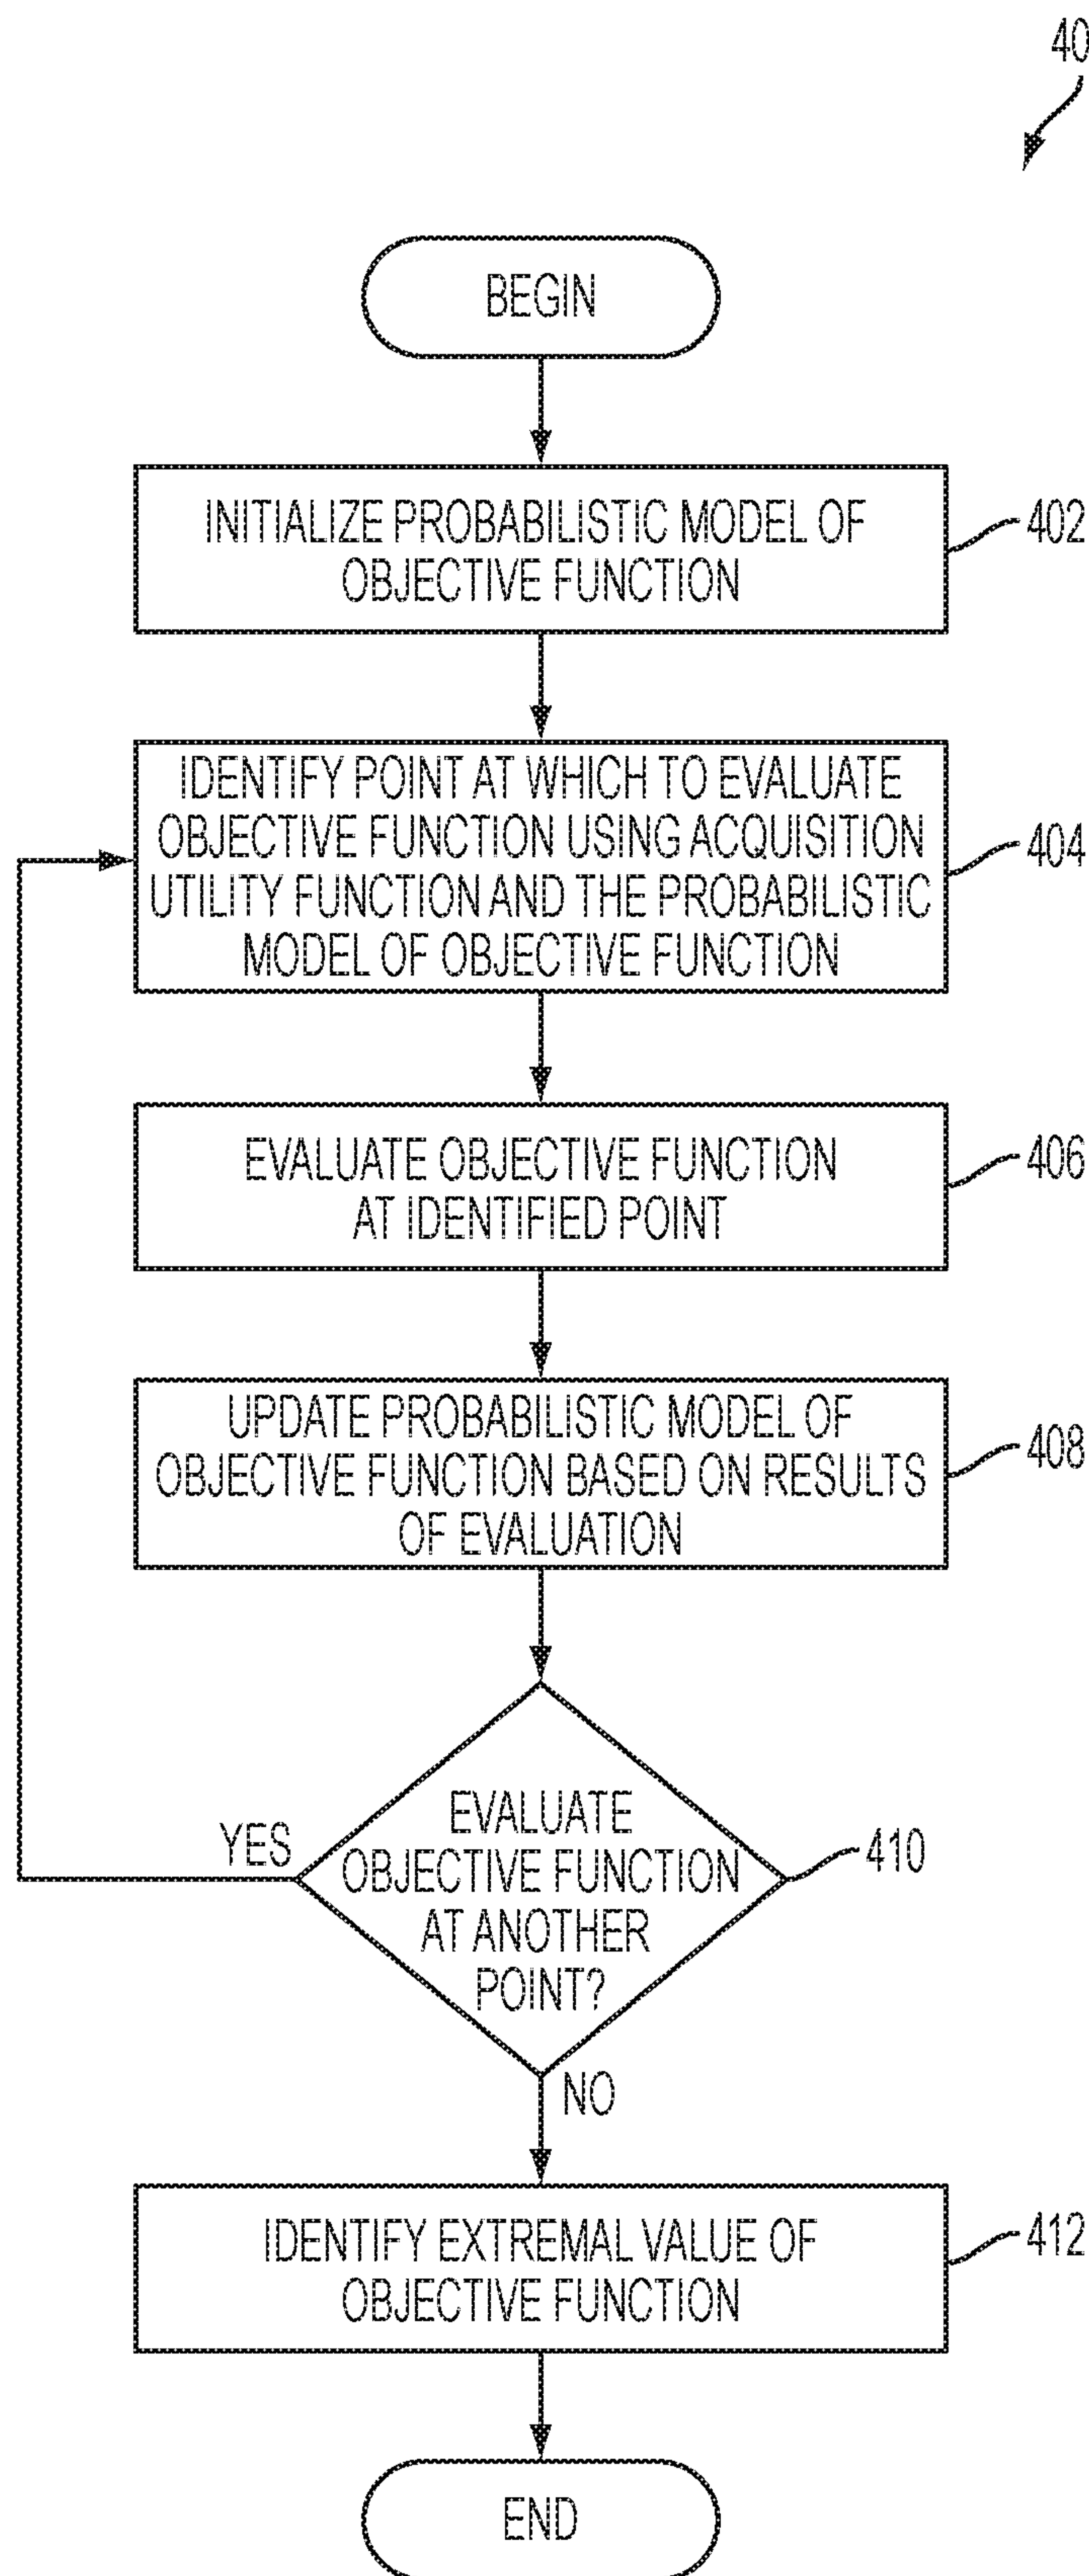 40
BEGIN
INITIALIZE PROBABILISTIC MODEL OF
OBJECTIVE FUNCTION
402
IDENTIFY POINT AT WHICH TO EVALUATE
OBJECTIVE FUNCTION USING ACQUISITION
UTILITY FUNCTION AND THE PROBABILISTIC
MODEL OF OBJECTIVE FUNCTION
404
EVALUATE OBJECTIVE FUNCTION
AT IDENTIFIED POINT
406
UPDATE PROBABILISTIC MODEL OF
OBJECTIVE FUNCTION BASED ON RESULTS
OF EVALUATION
408
YES
EVALUATE
OBJECTIVE FUNCTION
AT ANOTHER
POINT?
410
NO
IDENTIFY EXTREMAL VALUE OF
OBJECTIVE FUNCTION
412
END